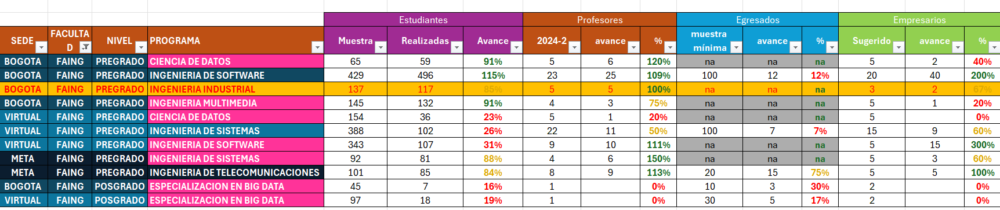 Estudiantes Profesores Egresados Empresarios
SEDE FACULTAD NIVEL PROGRAMA Muestra Realizadas Avance 2024-2 avance % muestra mínima avance % Sugerido avance %
BOGOTA FAING PREGRADO CIENCIA DE DATOS 65 59 91% 5 6 120% na na na 5 2 40%
BOGOTA FAING PREGRADO INGENIERIA DE SOFTWARE 429 496 115% 23 25 109% 100 12 12% 20 40 200%
BOGOTA FAING PREGRADO INGENIERIA INDUSTRIAL 137 117 85% 5 5 100% na na na 3 2 67%
BOGOTA FAING PREGRADO INGENIERIA MULTIMEDIA 145 132 91% 4 3 75% na na na 5 1 20%
VIRTUAL FAING PREGRADO CIENCIA DE DATOS 154 36 23% 5 1 20% na na na 5 0%
VIRTUAL FAING PREGRADO INGENIERIA DE SISTEMAS 388 102 26% 22 11 50% 100 7 7% 15 9 60%
VIRTUAL FAING PREGRADO INGENIERIA DE SOFTWARE 343 107 31% 9 10 111% na na na 5 15 300%
META FAING PREGRADO INGENIERIA DE SISTEMAS 92 81 88% 4 6 150% na na na 5 3 60%
META FAING PREGRADO INGENIERIA DE TELECOMUNICACIONES 101 85 84% 8 9 113% 20 15 75% 5 5 100%
BOGOTA FAING POSGRADO ESPECIALIZACION EN BIG DATA 45 7 16% 1 0% 10 3 30% 2 0%
VIRTUAL FAING POSGRADO ESPECIALIZACION EN BIG DATA 97 18 19% 1 0% 30 5 17% 2 0%